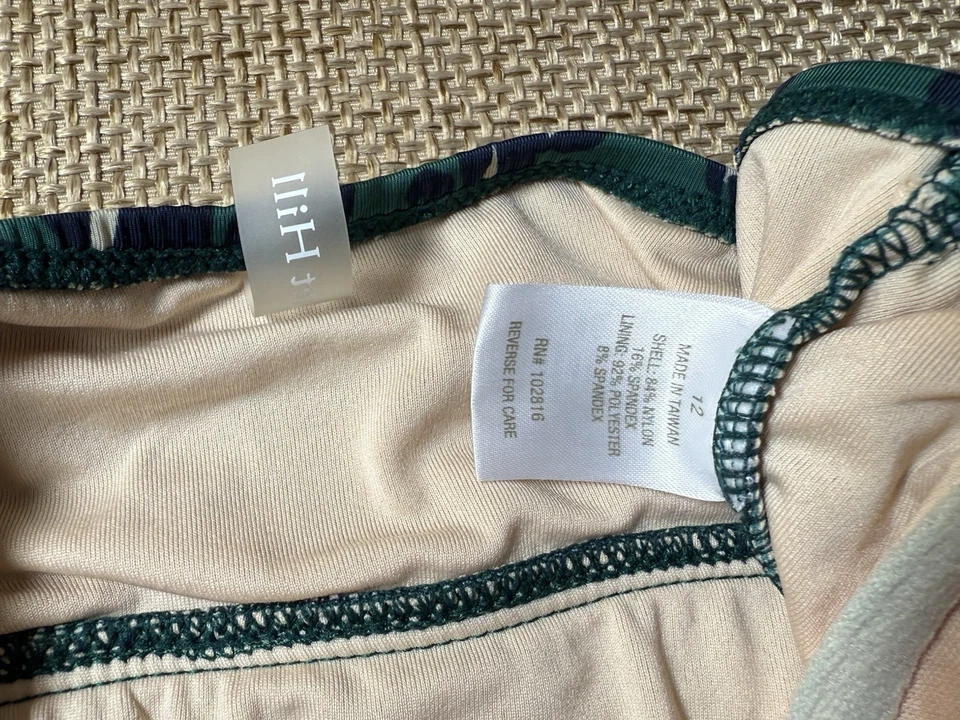 Hill
12
MADE IN TAIWAN
SHELL: 84% NYLON
16% SPANDEX
LINING: 92% POLYESTER
8% SPANDEX
RN# 102816
REVERSE FOR CARE